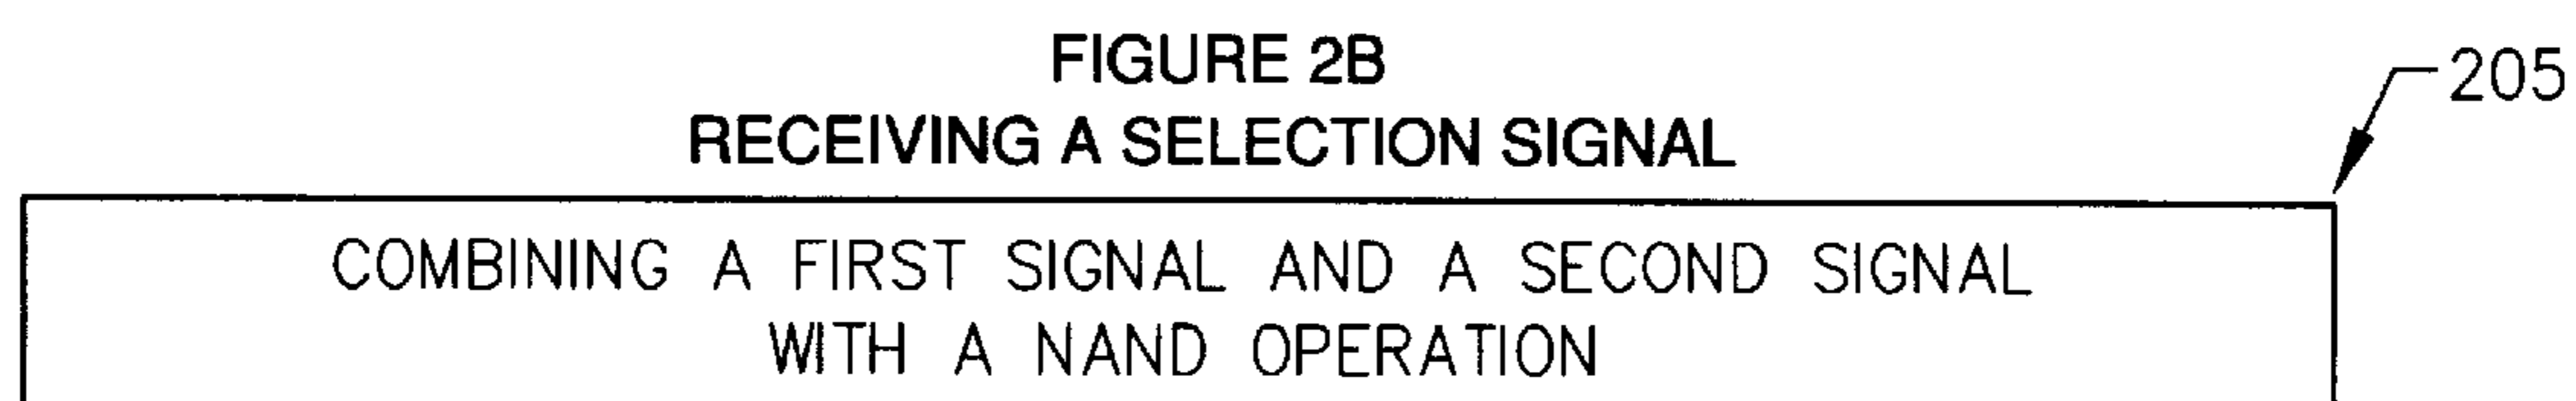 FIGURE 2B
RECEIVING A SELECTION SIGNAL
205
COMBINING A FIRST SIGNAL AND A SECOND SIGNAL
WITH A NAND OPERATION